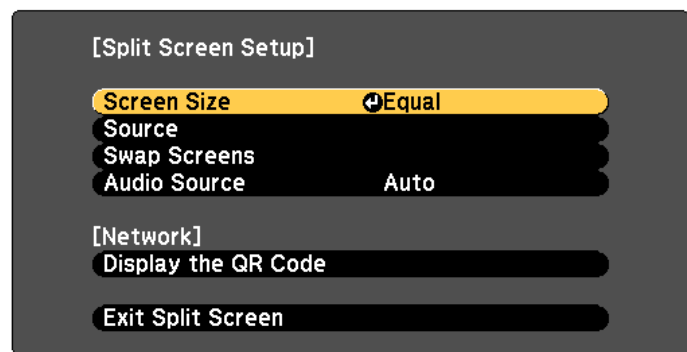 [Split Screen Setup]
Screen Size Equal
Source
Swap Screens
Audio Source Auto
[Network]
Display the QR Code
Exit Split Screen